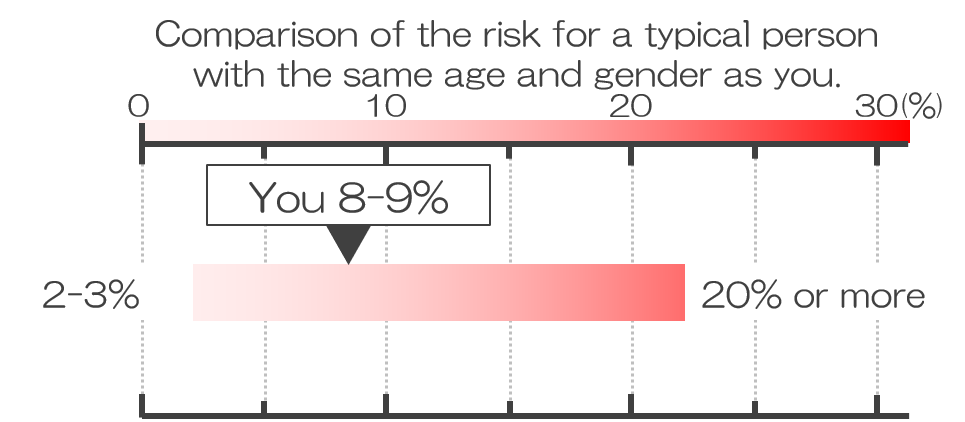 Comparison of the risk for a typical person
with the same age and gender as you.
0 10 20 30(%)
You 8-9%
2-3% 20% or more